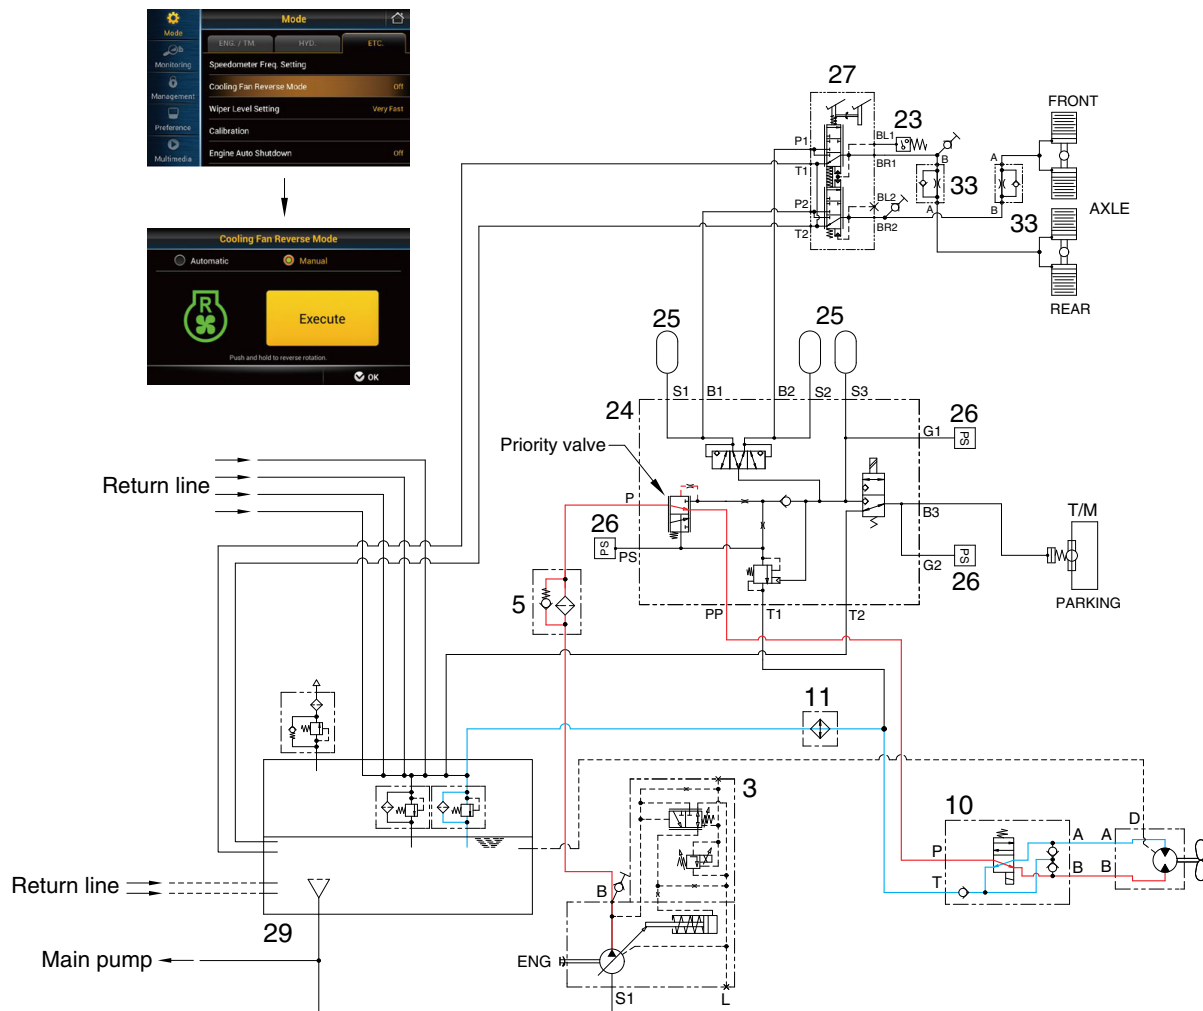 Mode
Mode
ENG. / TM.
HYD.
ETC.
Monitoring
Management
Preference
Multimedia
Speedometer Freq. Setting
Cooling Fan Reverse Mode Off
Wiper Level Setting Very Fast
Calibration
Engine Auto Shutdown Off
Cooling Fan Reverse Mode
Automatic
Manual
R
Execute
Push and hold to reverse rotation.
OK
27
23
FRONT
P1
BL1
T1
BR1
B
A
33
P2
BL2
A
B
33
AXLE
T2
BR2
REAR
25
25
S1
B1
B2
S2
S3
24
26
G1
PS
Priority valve
Return line
P
26
PS
PS
B3
T/M
G2
PS
26
PARKING
5
PP
T1
T2
11
3
10
D
P
A
A
T
B
B
B
Return line
29
Main pump
ENG
S1
L